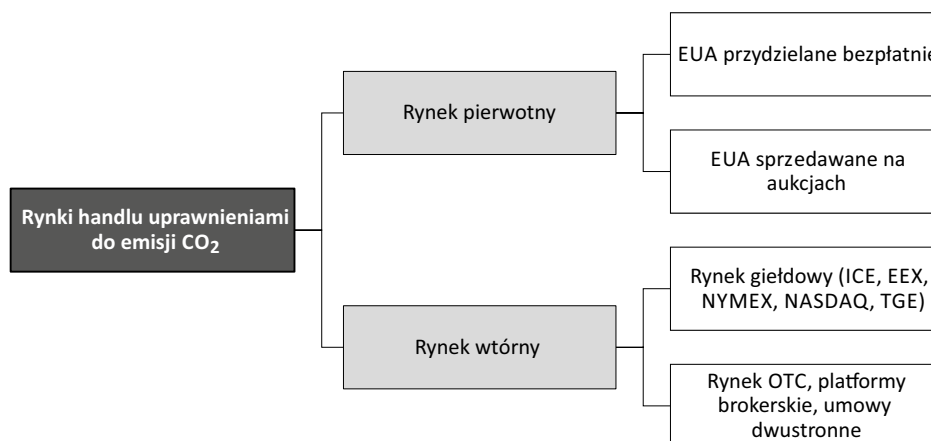 Rynki handlu uprawnieniami
do emisji CO₂
Rynek pierwotny
EUA przydzielane bezpłatnie
EUA sprzedawane na
aukcjach
Rynek wtórny
Rynek giełdowy (ICE, EEX,
NYMEX, NASDAQ, TGE)
Rynek OTC, platformy
brokerskie, umowy
dwustronne